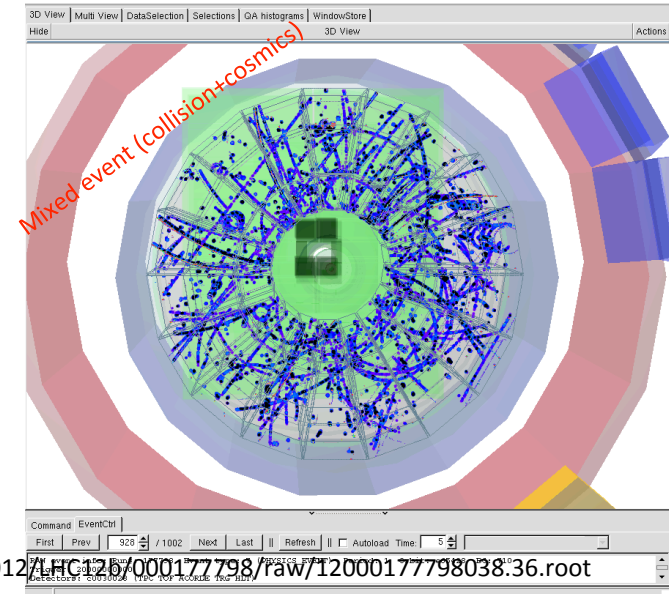 3D View Multi View DataSelection Selections QA histograms WindowStore
Hide 3D View Actions
Mixed event (collision+cosmics)
Command EventCtrl
First Prev 928 / 1002 Next Last || Refresh || Autoload Time: 5
012/LHC12D/000177798/raw/12000177798038.36.root
(TPC TOF ACORDE TRG HLT)